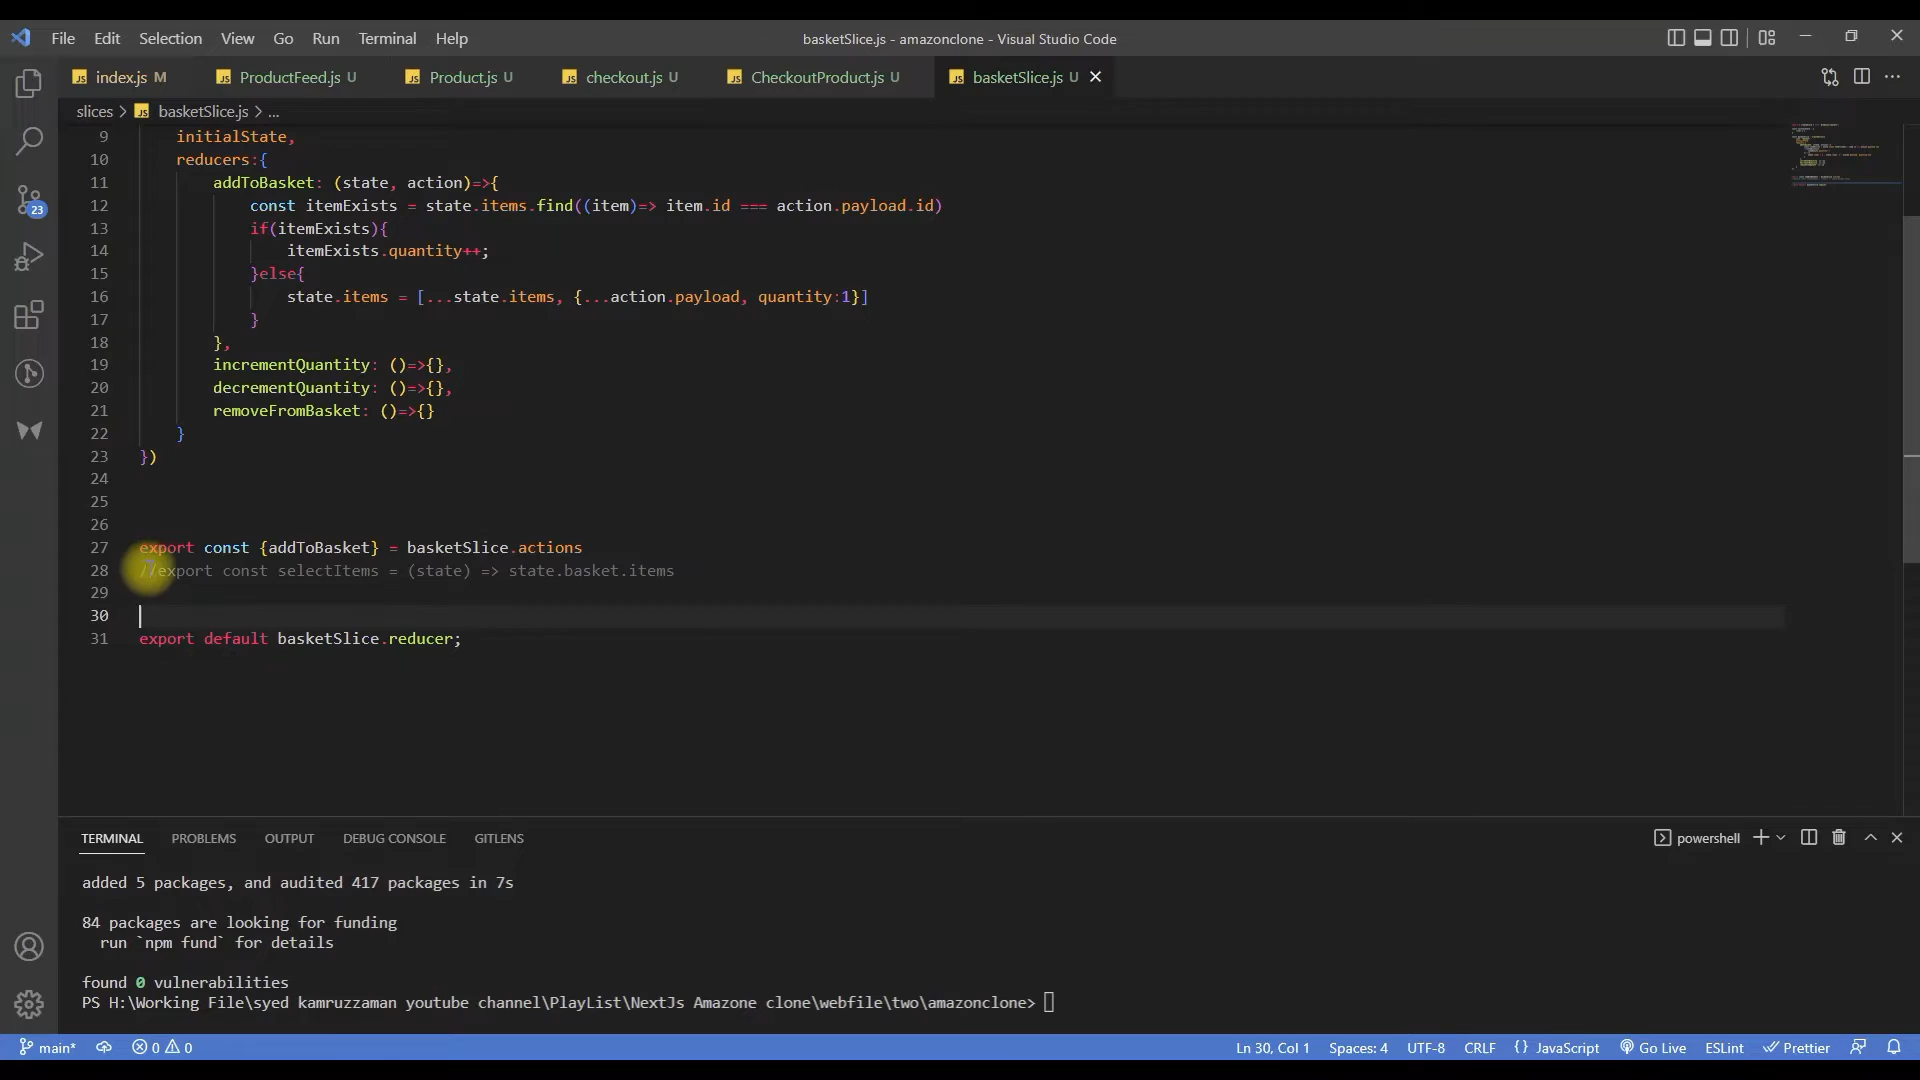 File Edit Selection View Go Run Terminal Help
basketSlice.js - amazonclone - Visual Studio Code
index.js M
ProductFeed.js U
Product.js U
checkout.js U
CheckoutProduct.js U
basketSlice.js U
slices > basketSlice.js > ...
9 initialState,
10 reducers:{
11 addToBasket: (state, action)=>{
12 const itemExists = state.items.find((item)=> item.id === action.payload.id)
13 if(itemExists){
14 itemExists.quantity++;
15 }else{
16 state.items = [...state.items, {...action.payload, quantity:1}]
17 }
18 },
19 incrementQuantity: ()=>{},
20 decrementQuantity: ()=>{},
21 removeFromBasket: ()=>{}
22 }
23 })
24
25
26
27 export const {addToBasket} = basketSlice.actions
28 //export const selectItems = (state) => state.basket.items
29
30
31 export default basketSlice.reducer;
23
TERMINAL PROBLEMS OUTPUT DEBUG CONSOLE GITLENS
powershell
added 5 packages, and audited 417 packages in 7s
84 packages are looking for funding
run `npm fund` for details
found 0 vulnerabilities
PS H:\Working File\syed kamruzzaman youtube channel\PlayList\NextJs Amazone clone\webfile\two\amazonclone>
main* 0 0
Ln 30, Col 1 Spaces: 4 UTF-8 CRLF {} JavaScript Go Live ESLint Prettier